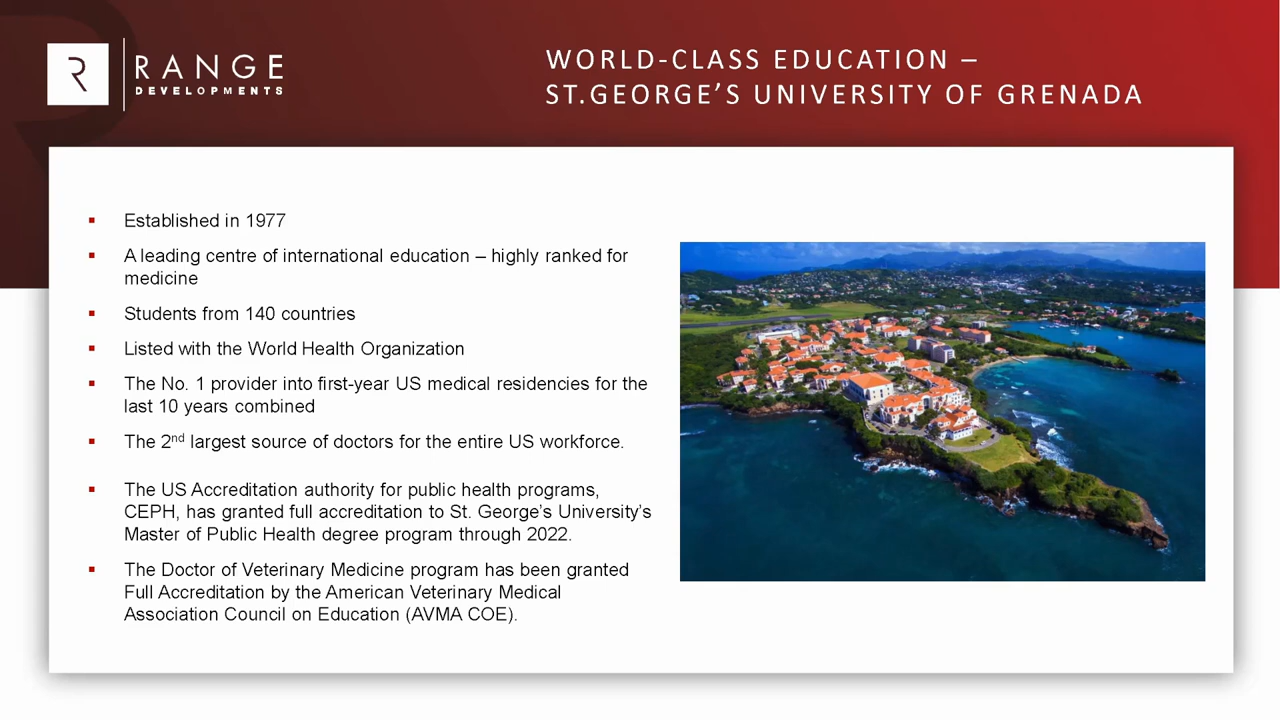 RANGE
DEVELOPMENTS
WORLD-CLASS EDUCATION –
ST.GEORGE’S UNIVERSITY OF GRENADA
▪ Established in 1977
▪ A leading centre of international education – highly ranked for
medicine
▪ Students from 140 countries
▪ Listed with the World Health Organization
▪ The No. 1 provider into first-year US medical residencies for the
last 10 years combined
▪ The 2nd largest source of doctors for the entire US workforce.
▪ The US Accreditation authority for public health programs,
CEPH, has granted full accreditation to St. George’s University’s
Master of Public Health degree program through 2022.
▪ The Doctor of Veterinary Medicine program has been granted
Full Accreditation by the American Veterinary Medical
Association Council on Education (AVMA COE).